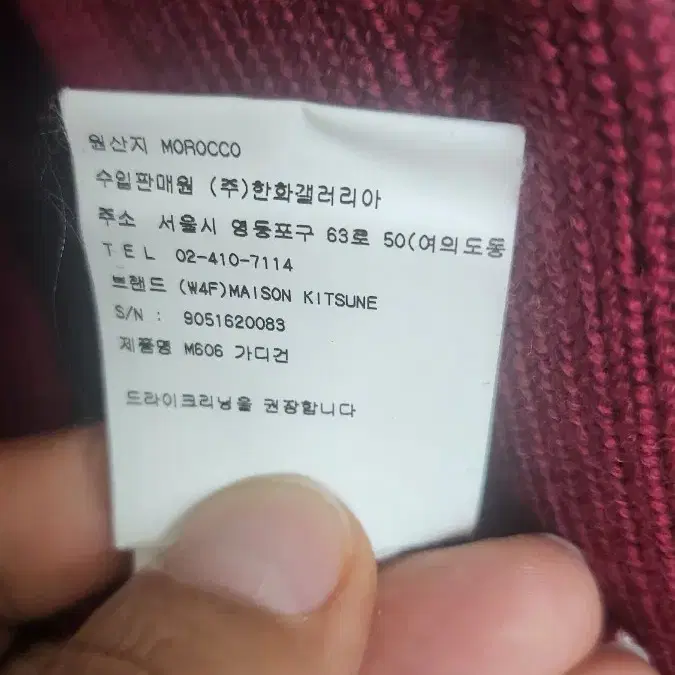 원산지 MOROCCO
수입판매원 (주)한화갤러리아
주소 서울시 영등포구 63로 50(여의도동
TEL 02-410-7114
브랜드 (W4F)MAISON KITSUNE
S/N : 9051620083
제품명 M606 가디건
드라이크리닝을 권장합니다